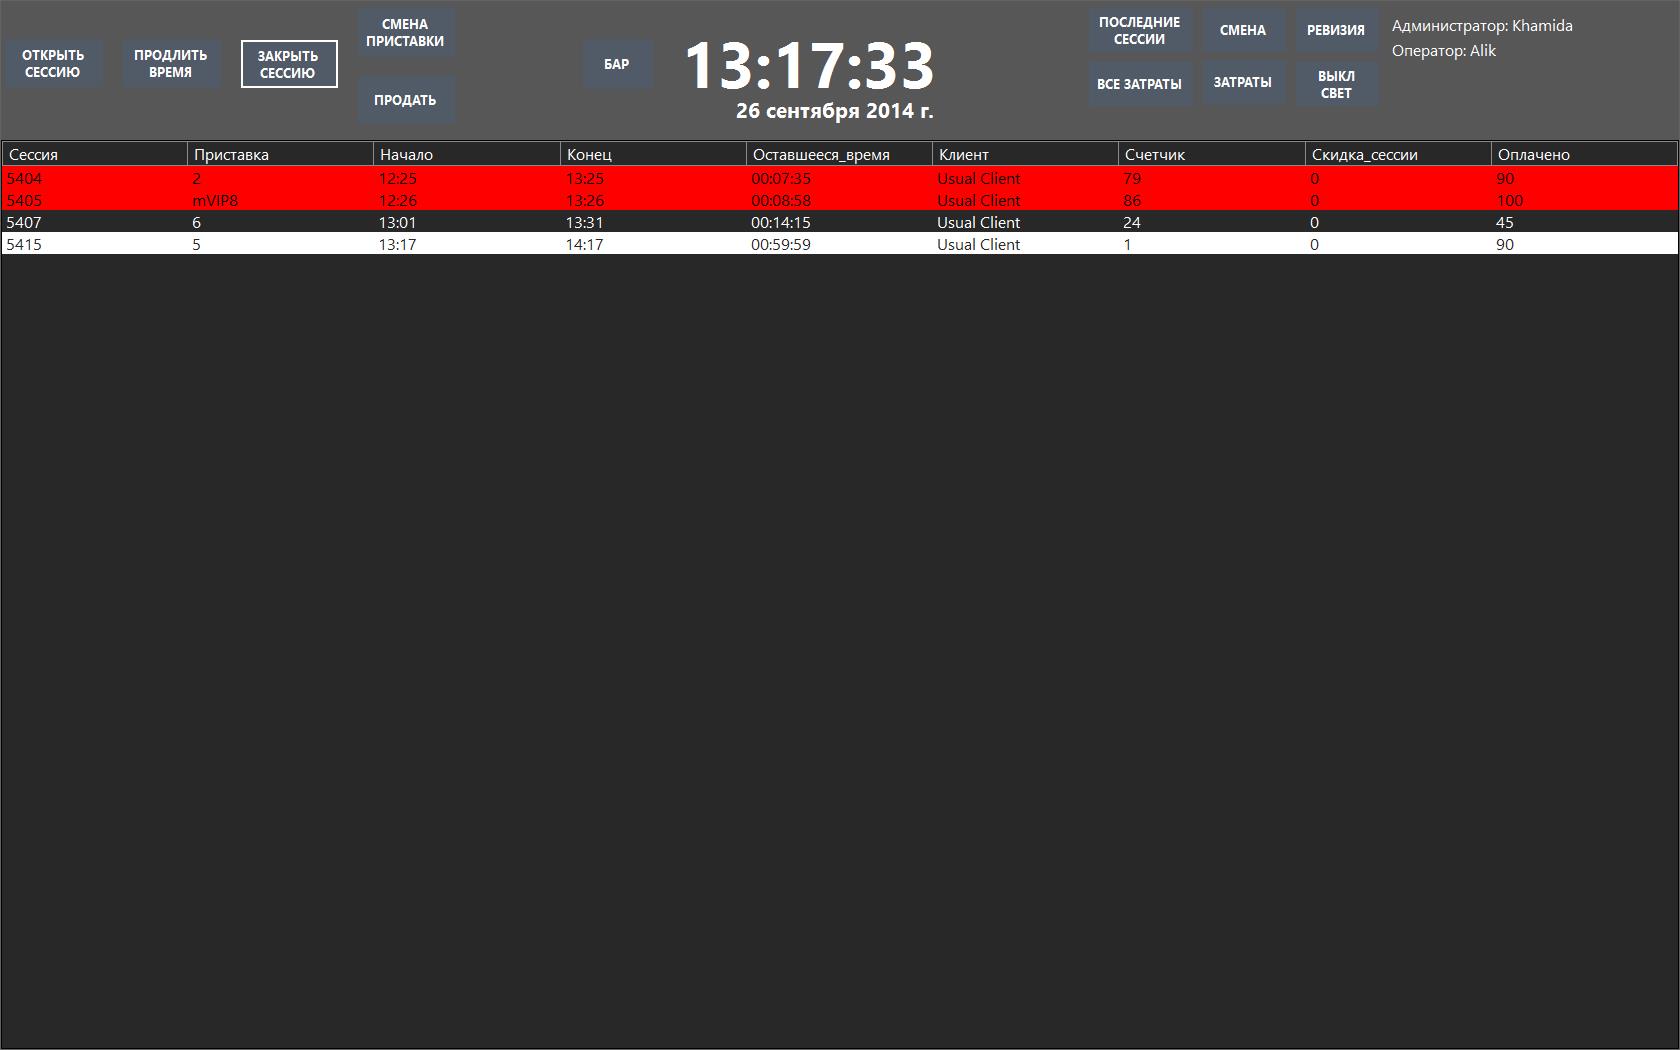 ОТКРЫТЬ
СЕССИЮ
ПРОДЛИТЬ
ВРЕМЯ
ЗАКРЫТЬ
СЕССИЮ
СМЕНА
ПРИСТАВКИ
ПРОДАТЬ
БАР
13:17:33
26 сентября 2014 г.
ПОСЛЕДНИЕ
СЕССИИ
СМЕНА
РЕВИЗИЯ
ВСЕ ЗАТРАТЫ
ЗАТРАТЫ
ВЫКЛ
СВЕТ
Администратор: Khamida
Оператор: Alik
Сессия Приставка Начало Конец Оставшееся_время Клиент Счетчик Скидка_сессии Оплачено
5404 2 12:25 13:25 00:07:35 Usual Client 79 0 90
5405 mVIP8 12:26 13:26 00:08:58 Usual Client 86 0 100
5407 6 13:01 13:31 00:14:15 Usual Client 24 0 45
5415 5 13:17 14:17 00:59:59 Usual Client 1 0 90